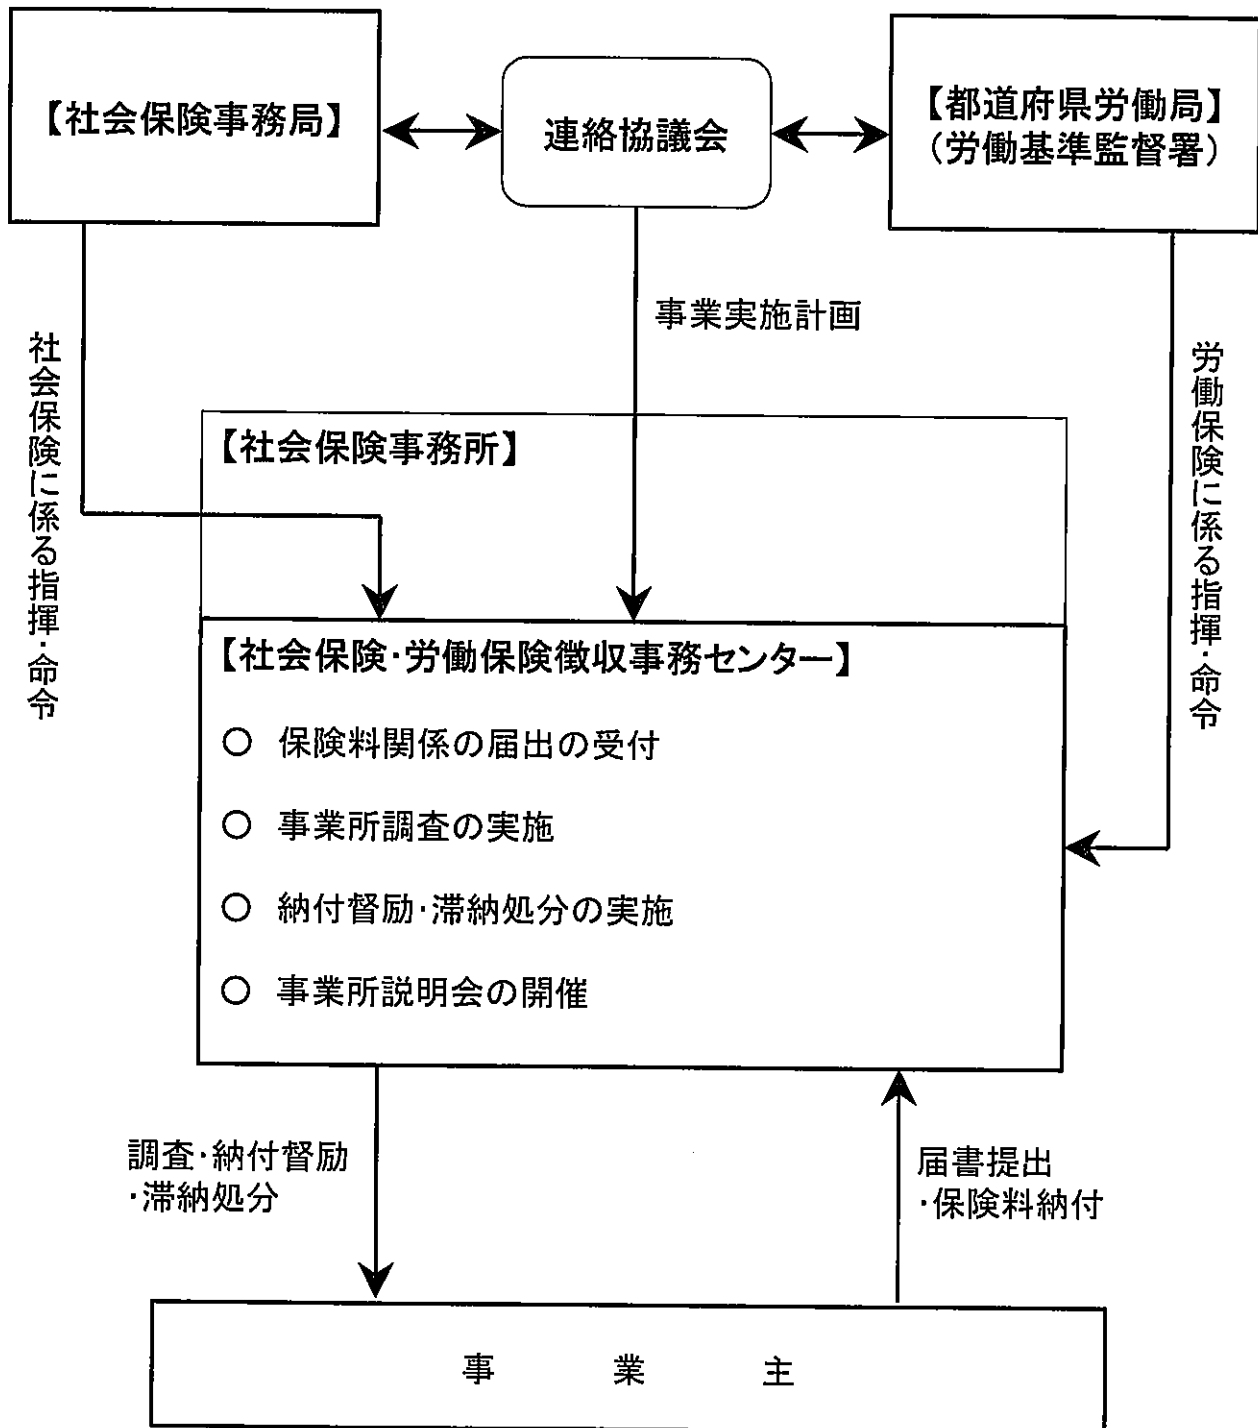 【社会保険事務局】
連絡協議会
【都道府県労働局】
（労働基準監督署）
事業実施計画
社会保険に係る指揮・命令
労働保険に係る指揮・命令
【社会保険事務所】
【社会保険・労働保険徴収事務センター】
○ 保険料関係の届出の受付
○ 事業所調査の実施
○ 納付督励・滞納処分の実施
○ 事業所説明会の開催
調査・納付督励
・滞納処分
届書提出
・保険料納付
事 業 主